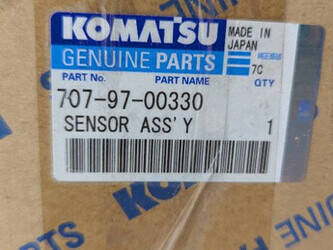 KOMATSU
MADE IN
JAPAN
GENUINE PARTS
7C
PART No. PART NAME QTY
707-97-00330
SENSOR ASS'Y 1